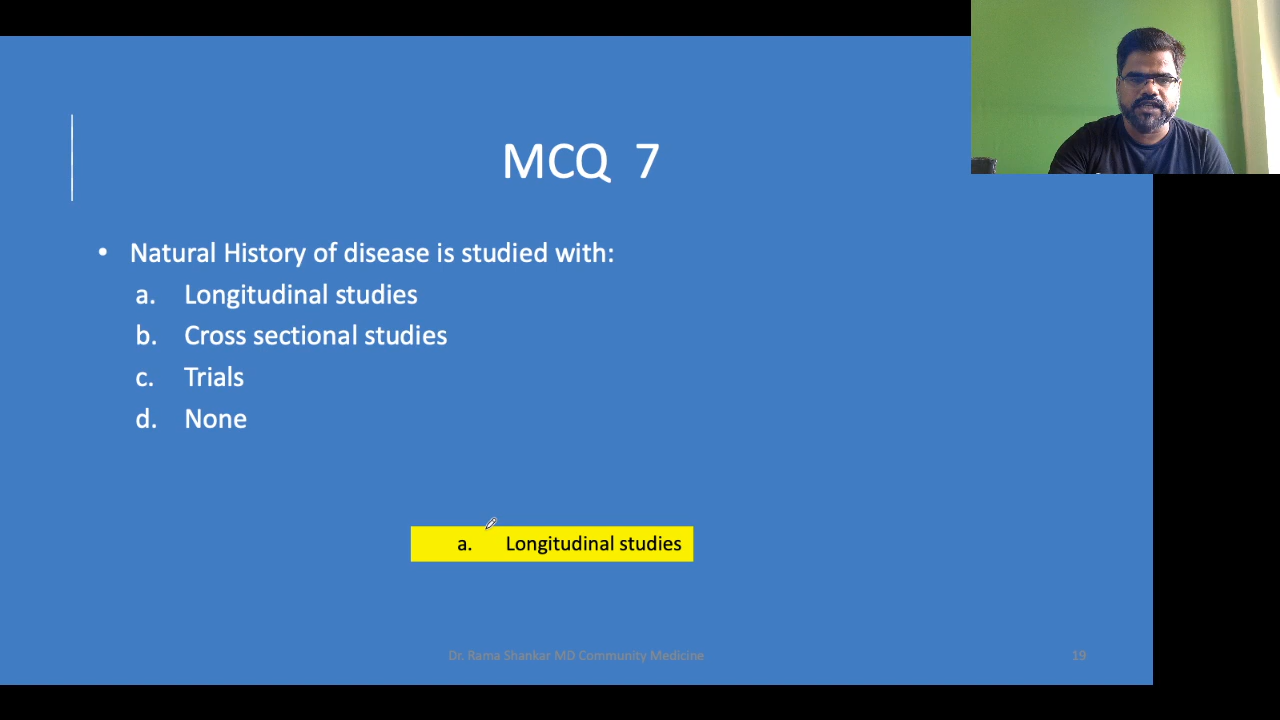 MCQ 7
• Natural History of disease is studied with:
a. Longitudinal studies
b. Cross sectional studies
c. Trials
d. None
a. Longitudinal studies
Dr. Rama Shankar MD Community Medicine
19